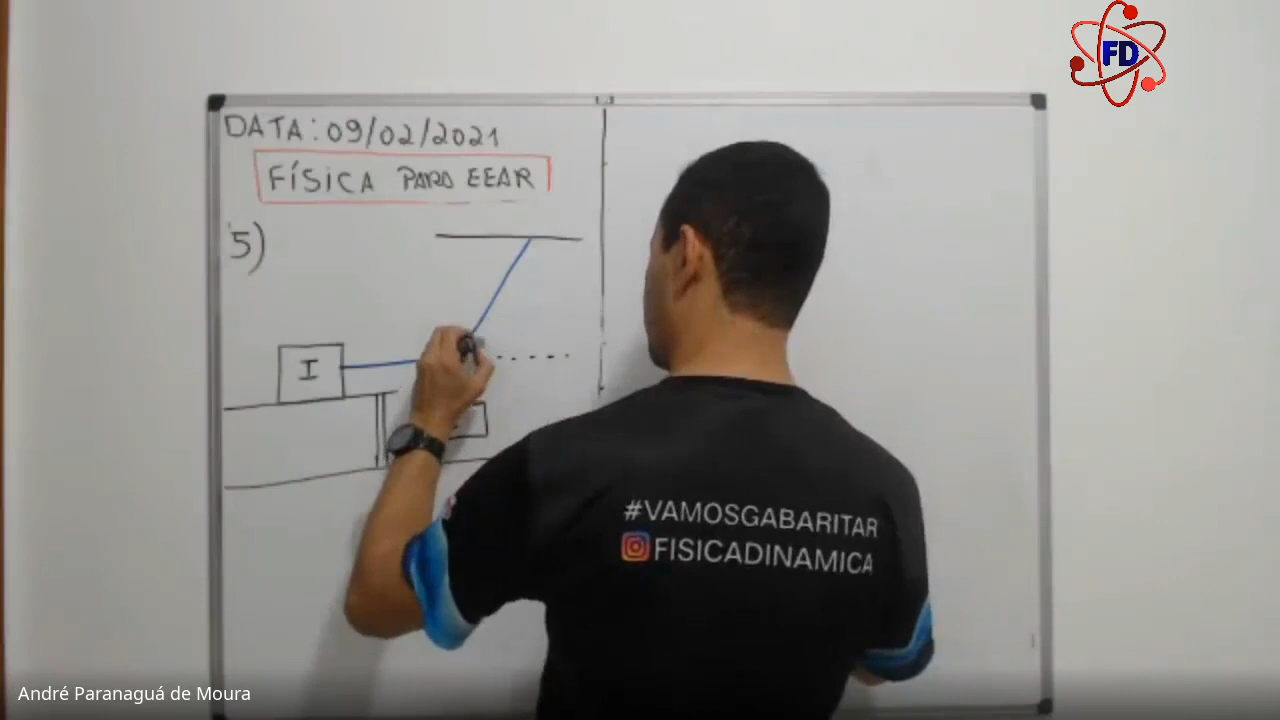 FD
DATA: 09/02/2021
FÍSICA PARA EEAR
5)
I
#VAMOSGABARITAR
FISICADINAMICA
André Paranaguá de Moura